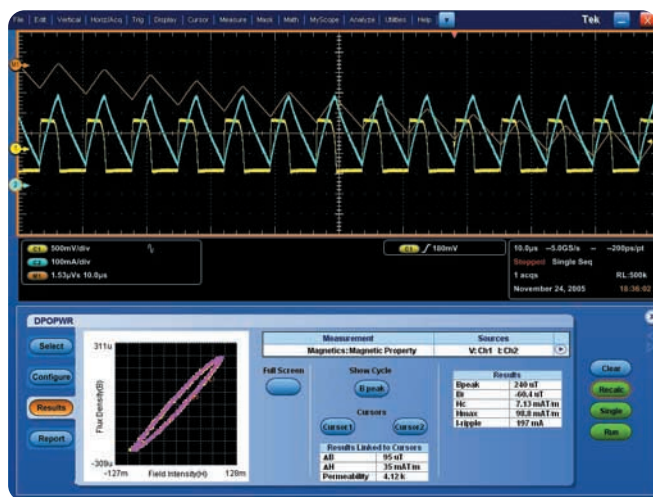 File Edit Vertical Horiz/Acq Trig Display Cursor Measure Mask Math MyScope Analyze Utilities Help Tek
C1 500mV/div
C2 100mA/div
M1 1.53µVs 10.0µs
C1 180mV
10.0µs 5.0GS/s 200ps/pt
Stopped Single Seq
1 acqs RL:500k
November 24, 2005 18:36:02
DPOPWR
Select
Configure
Results
Report
311u
Flux Density(B)
-309u
-127m Field Intensity(H) 128m
Measurement Sources
Magnetics:Magnetic Property V: Ch1 I: Ch2
Full Screen
Show Cycle
Bpeak
Cursors
Cursor1 Cursor2
Results Linked to Cursors
ΔB 95 uT
ΔH 35 mAT/m
Permeability 4.12 k
Results
Bpeak 240 uT
Br -60.4 uT
Hc 7.13 mAT/m
Hmax 98.8 mAT/m
I-ripple 197 mA
Clear
Recalc
Single
Run